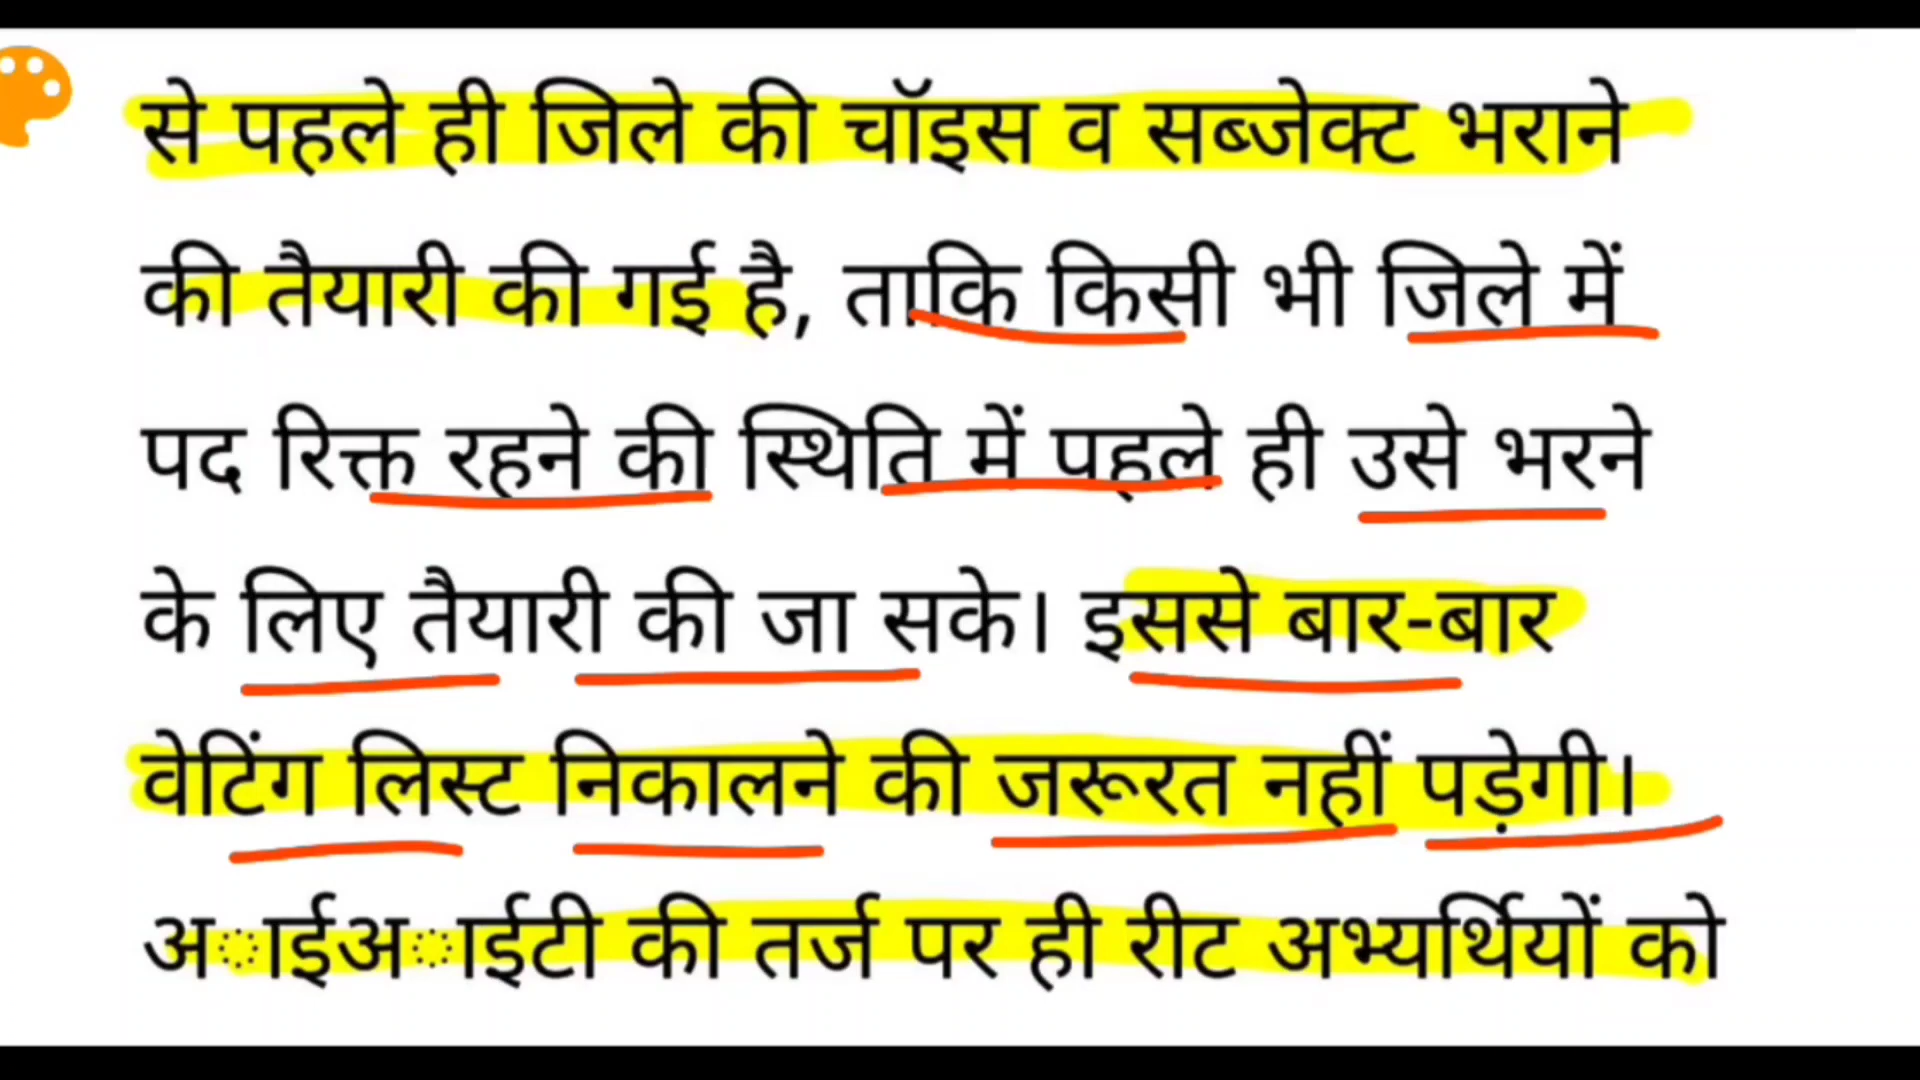 से पहले ही जिले की चॉइस व सब्जेक्ट भराने
की तैयारी की गई है, ताकि किसी भी जिले में
पद रिक्त रहने की स्थिति में पहले ही उसे भरने
के लिए तैयारी की जा सके। इससे बार-बार
वेटिंग लिस्ट निकालने की जरूरत नहीं पड़ेगी।
अाईअाईटी की तर्ज पर ही रीट अभ्यर्थियों को